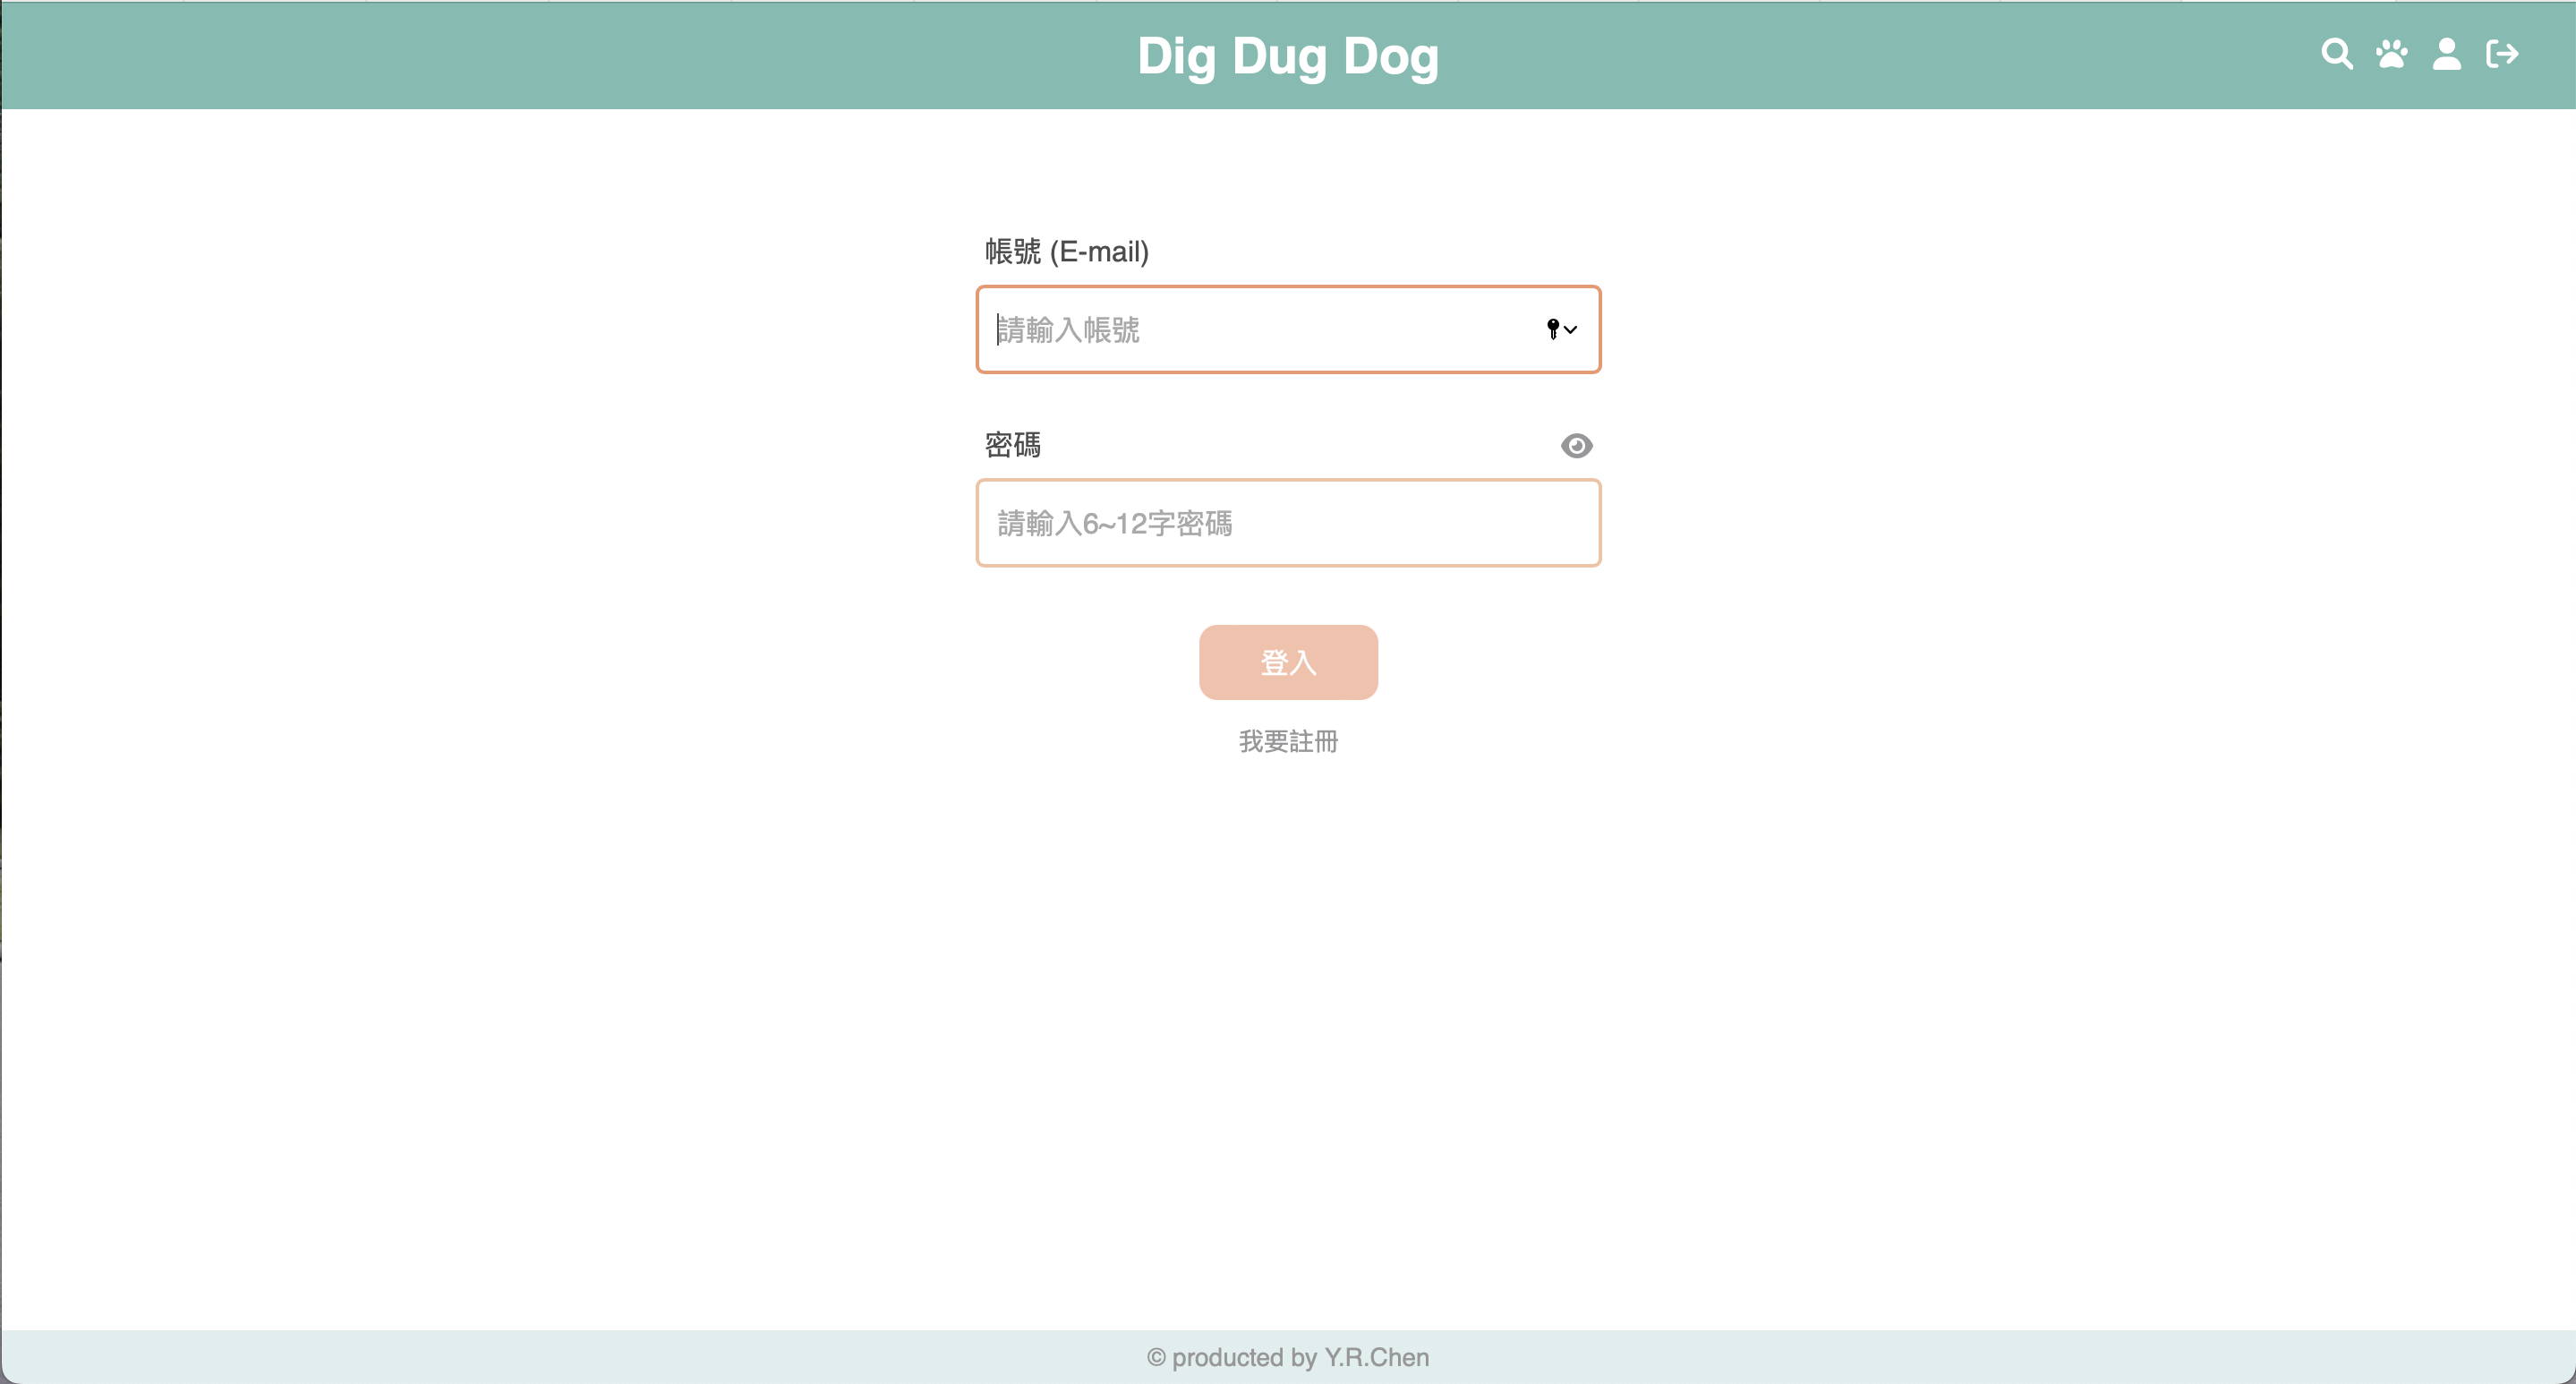 Dig Dug Dog
帳號 (E-mail)
請輸入帳號
密碼
請輸入6~12字密碼
登入
我要註冊
© producted by Y.R.Chen